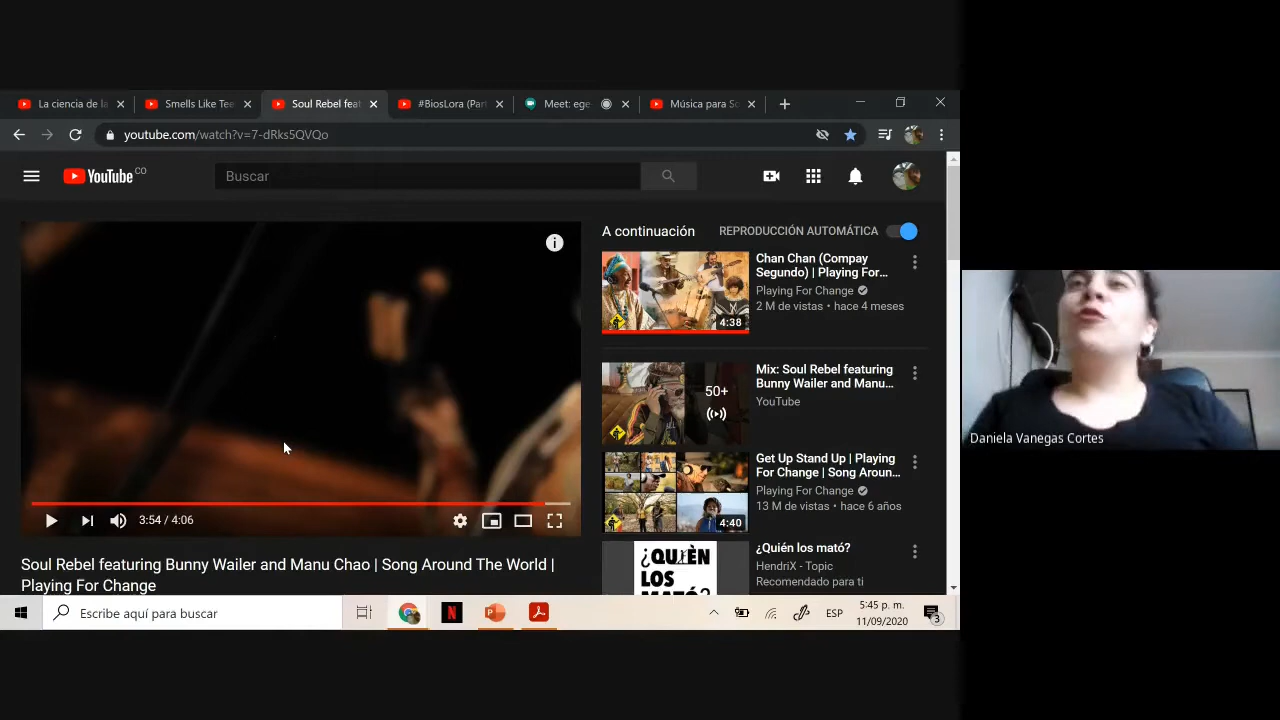 La ciencia de la
Smells Like Tee
Soul Rebel feat
#BiosLora (Par
Meet: ege
Música para So
youtube.com/watch?v=7-dRks5QVQo
YouTube CO
Buscar
A continuación
REPRODUCCIÓN AUTOMÁTICA
Chan Chan (Compay
Segundo) | Playing For...
Playing For Change
2 M de vistas • hace 4 meses
4:38
Mix: Soul Rebel featuring
Bunny Wailer and Manu...
YouTube
50+
Get Up Stand Up | Playing
For Change | Song Aroun...
Playing For Change
13 M de vistas • hace 6 años
4:40
¿Quién los mató?
HendriX - Topic
Recomendado para ti
¿QUIÈN
LOS
MATÓ?
3:54 / 4:06
Soul Rebel featuring Bunny Wailer and Manu Chao | Song Around The World |
Playing For Change
Daniela Vanegas Cortes
Escribe aquí para buscar
N
P
ESP
5:45 p. m.
11/09/2020
3